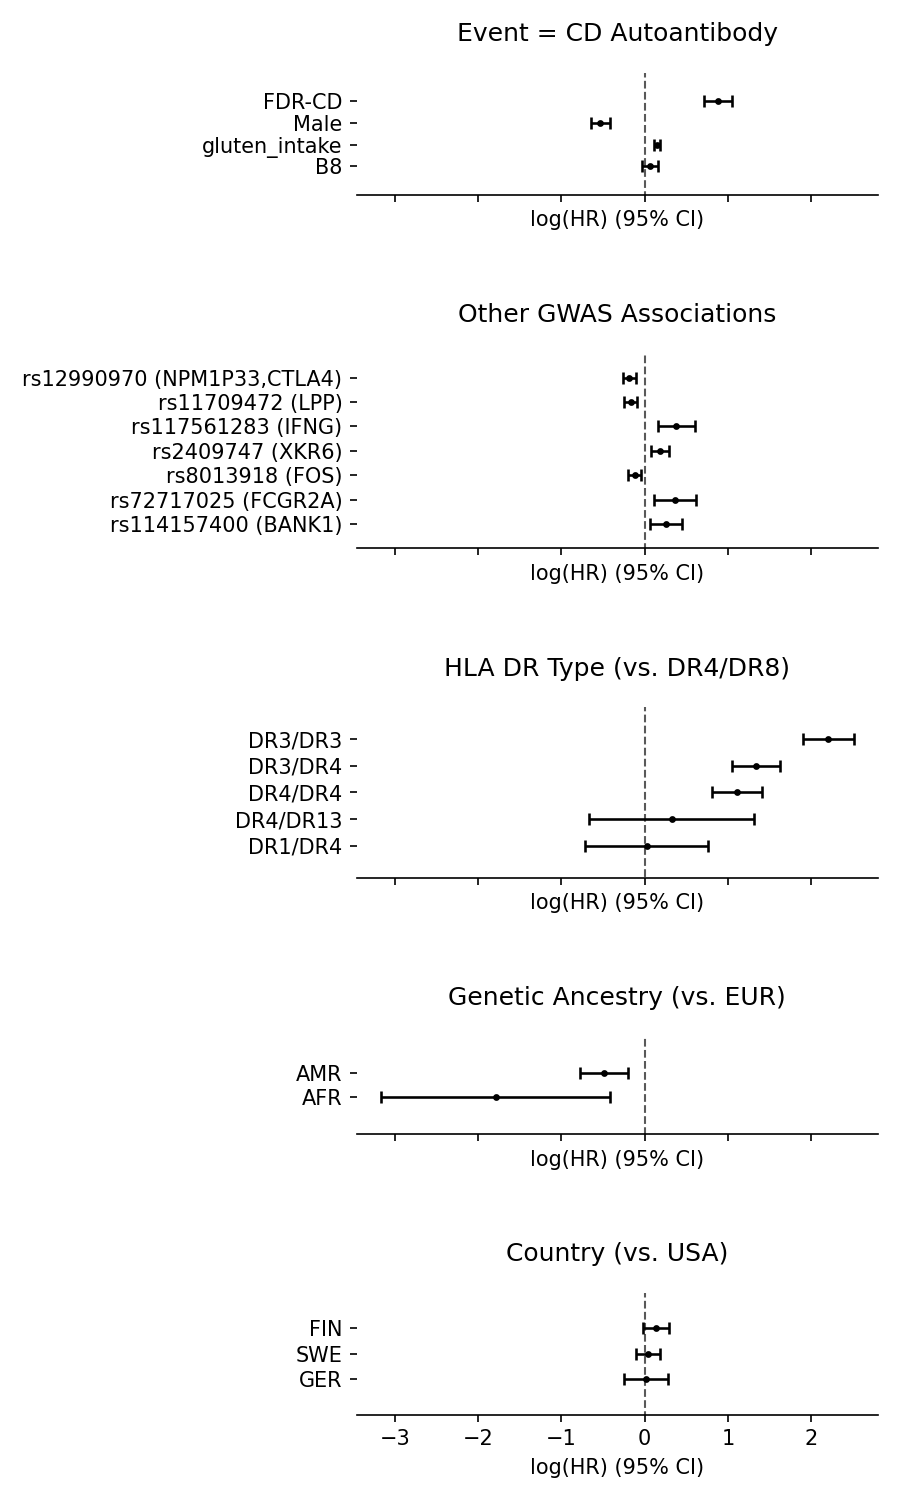 Event = CD Autoantibody
FDR-CD
Male
gluten_intake
B8
log(HR) (95% CI)
Other GWAS Associations
rs12990970 (NPM1P33,CTLA4)
rs11709472 (LPP)
rs117561283 (IFNG)
rs2409747 (XKR6)
rs8013918 (FOS)
rs72717025 (FCGR2A)
rs114157400 (BANK1)
log(HR) (95% CI)
HLA DR Type (vs. DR4/DR8)
DR3/DR3
DR3/DR4
DR4/DR4
DR4/DR13
DR1/DR4
log(HR) (95% CI)
Genetic Ancestry (vs. EUR)
AMR
AFR
log(HR) (95% CI)
Country (vs. USA)
FIN
SWE
GER
−3 −2 −1 0 1 2
log(HR) (95% CI)